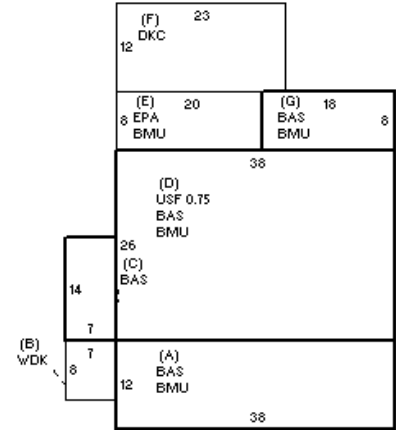 (F) 23
12 DKC
(E) 20 (G) 18
8 EPA BAS 8
BMU BMU
38
(D)
USF 0.75
BAS
BMU
26
(C)
BAS
14
7
(B) 7 (A)
WDK 8 BAS
12 BMU
38